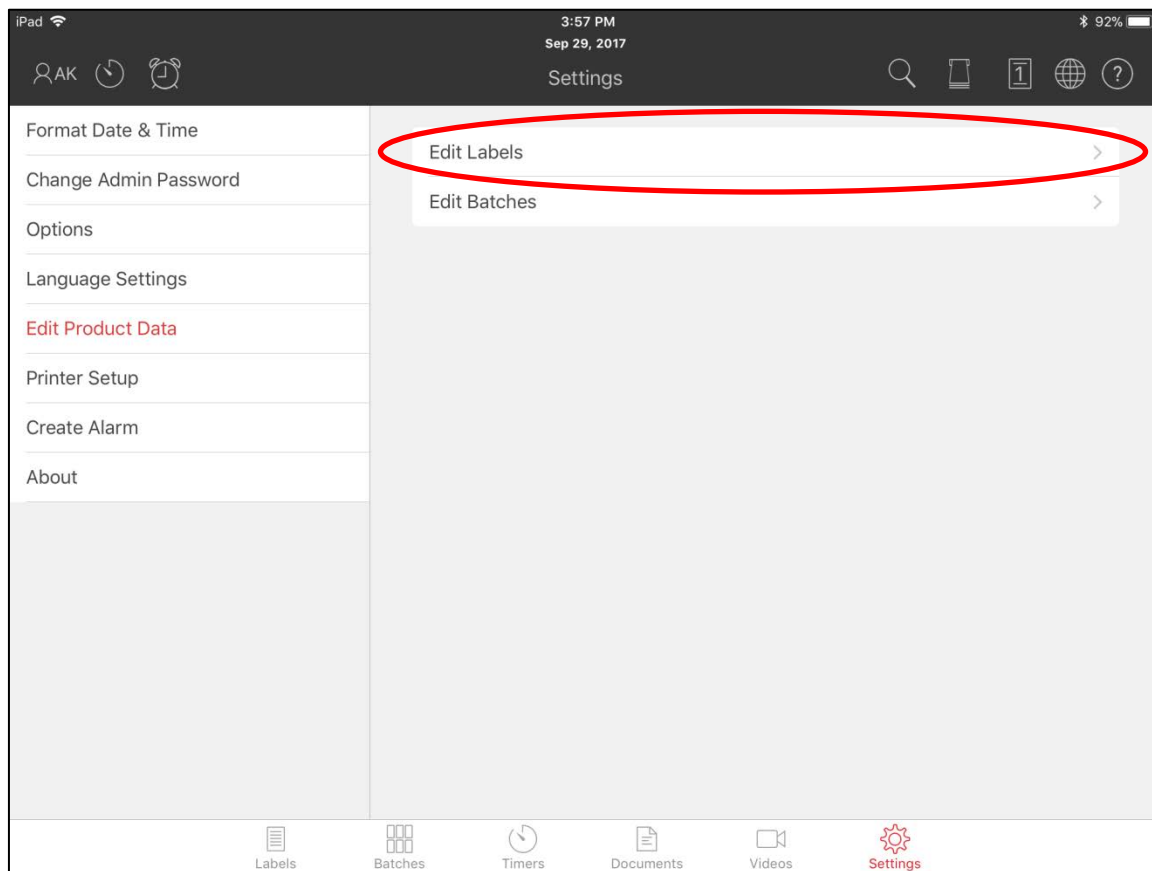 iPad
3:57 PM
92%
Sep 29, 2017
AK
Settings
1
?
Format Date & Time
Change Admin Password
Options
Language Settings
Edit Product Data
Printer Setup
Create Alarm
About
Edit Labels
Edit Batches
Labels
Batches
Timers
Documents
Videos
Settings